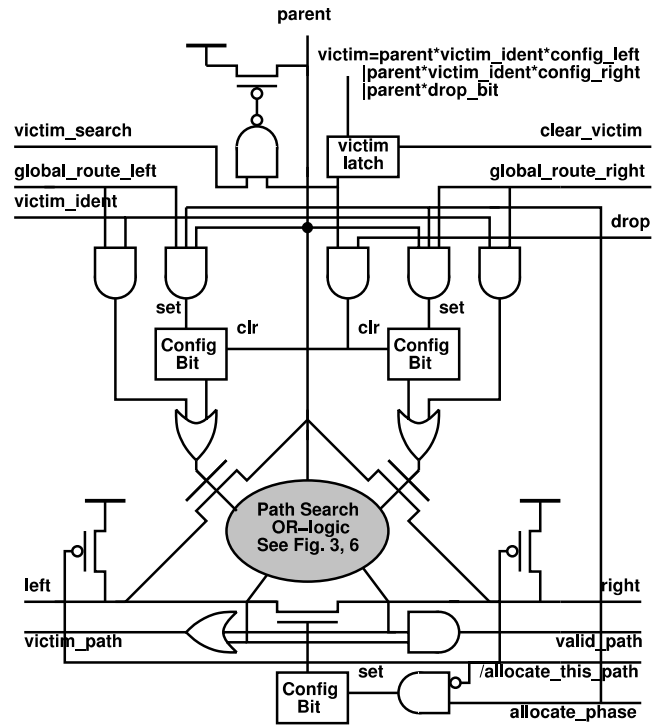 parent
victim=parent*victim_ident*config_left
|parent*victim_ident*config_right
|parent*drop_bit
victim_search
victim
latch
clear_victim
global_route_left
global_route_right
victim_ident
drop
set
set
clr
clr
Config
Bit
Config
Bit
Path Search
OR–logic
See Fig. 3, 6
left
right
victim_path
valid_path
set
/allocate_this_path
Config
Bit
allocate_phase